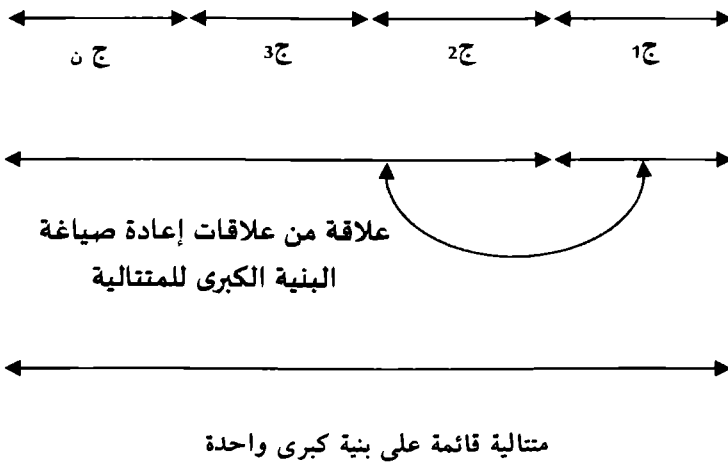 ج1 ج2 ج3 ج ن
علاقة من علاقات إعادة صياغة
البنية الكبرى للمتتالية
متتالية قائمة على بنية كبرى واحدة